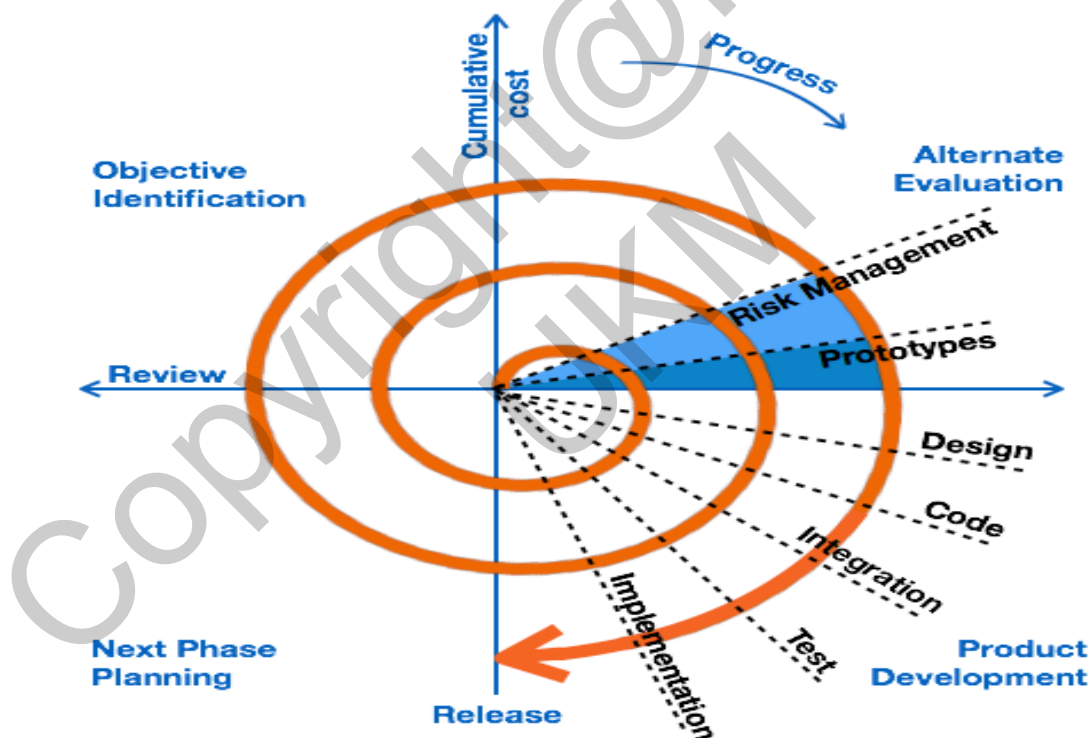 Cumulative
cost
Progress
Objective
Identification
Alternate
Evaluation
Risk Management
Prototypes
Review
Design
Code
Integration
Test
Implementation
Next Phase
Planning
Product
Development
Release
Copyright@
UKM